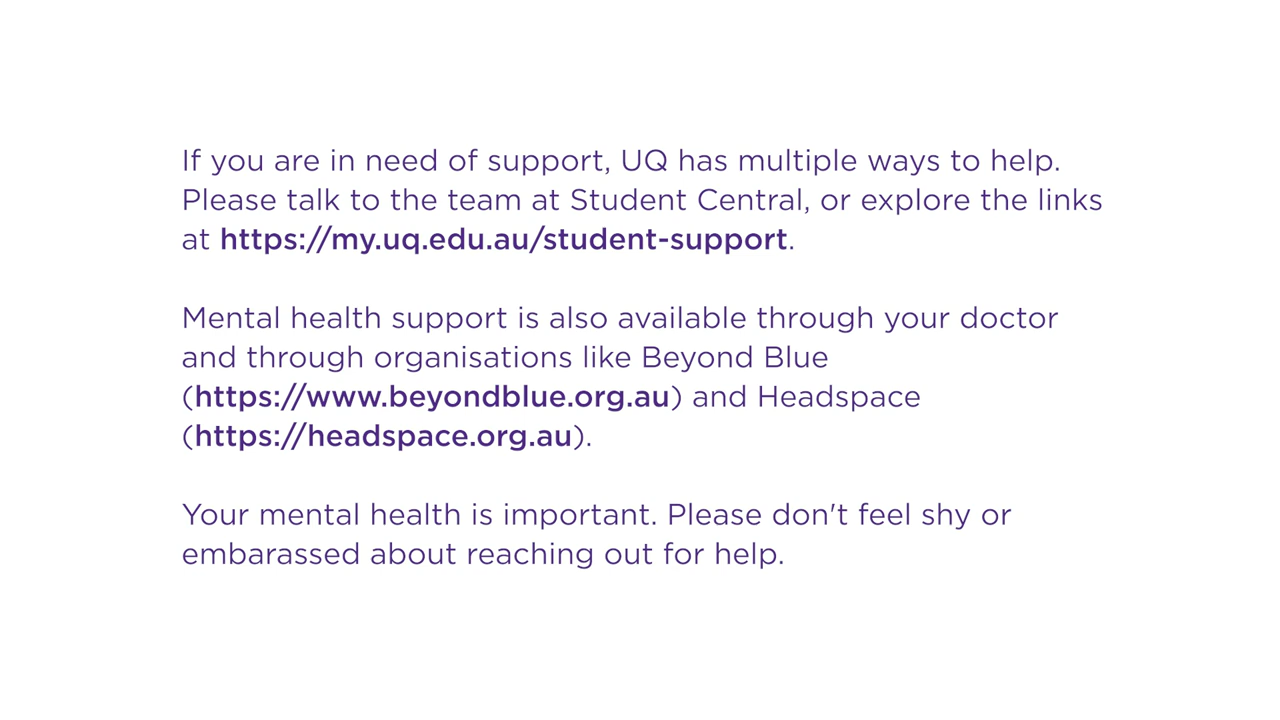 If you are in need of support, UQ has multiple ways to help.
Please talk to the team at Student Central, or explore the links
at https://my.uq.edu.au/student-support.
Mental health support is also available through your doctor
and through organisations like Beyond Blue
(https://www.beyondblue.org.au) and Headspace
(https://headspace.org.au).
Your mental health is important. Please don't feel shy or
embarassed about reaching out for help.